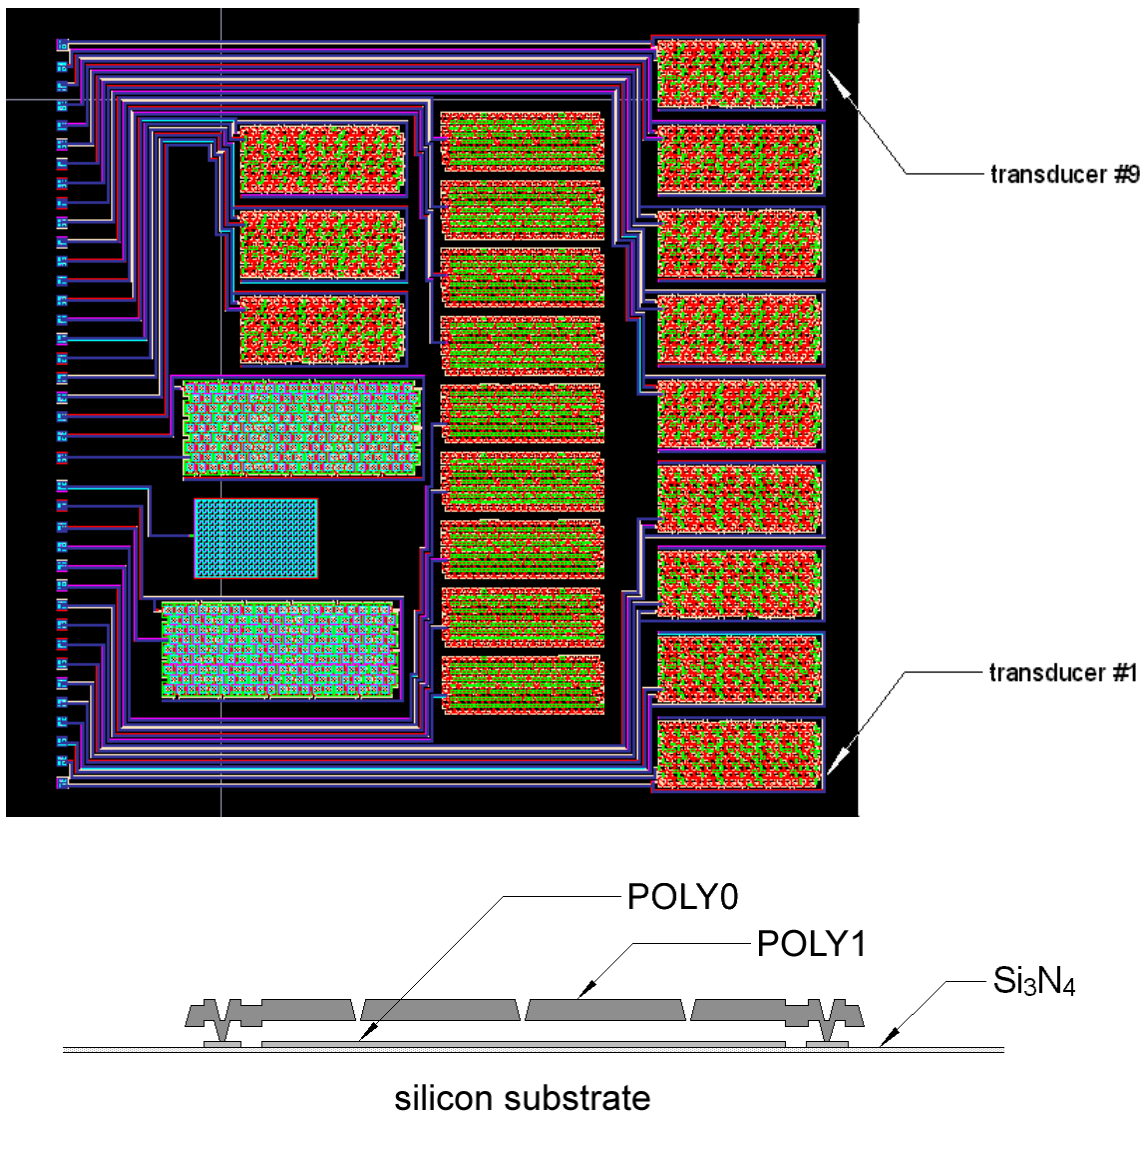 transducer #9
transducer #1
POLY0
POLY1
Si₃N₄
silicon substrate